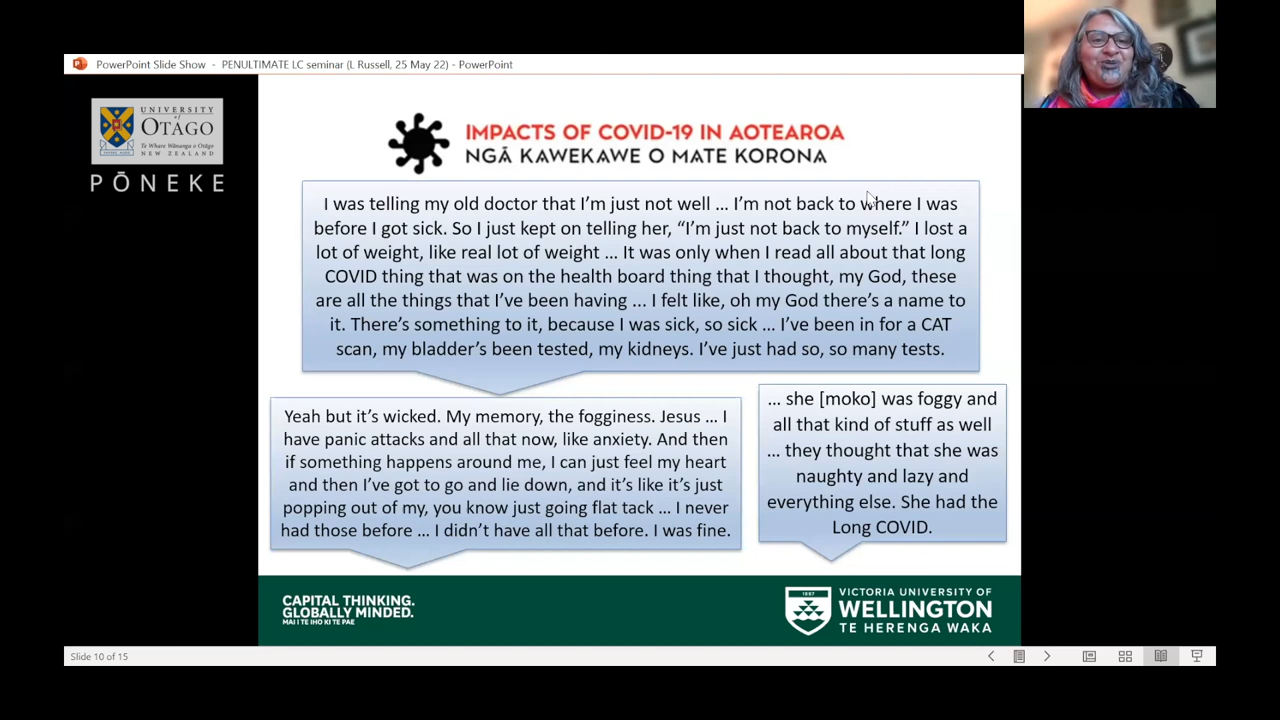 PowerPoint Slide Show - PENULTIMATE LC seminar (L Russell, 25 May 22) - PowerPoint
UNIVERSITY
of
OTAGO
Te Whare Wānanga o Otāgo
NEW ZEALAND
PŌNEKE
IMPACTS OF COVID-19 IN AOTEAROA
NGĀ KAWEKAWE O MATE KORONA
I was telling my old doctor that I’m just not well … I’m not back to where I was
before I got sick. So I just kept on telling her, “I’m just not back to myself.” I lost a
lot of weight, like real lot of weight … It was only when I read all about that long
COVID thing that was on the health board thing that I thought, my God, these
are all the things that I’ve been having ... I felt like, oh my God there’s a name to
it. There’s something to it, because I was sick, so sick … I’ve been in for a CAT
scan, my bladder’s been tested, my kidneys. I’ve just had so, so many tests.
Yeah but it’s wicked. My memory, the fogginess. Jesus … I
have panic attacks and all that now, like anxiety. And then
if something happens around me, I can just feel my heart
and then I’ve got to go and lie down, and it’s like it’s just
popping out of my, you know just going flat tack … I never
had those before … I didn’t have all that before. I was fine.
… she [moko] was foggy and
all that kind of stuff as well
… they thought that she was
naughty and lazy and
everything else. She had the
Long COVID.
CAPITAL THINKING.
GLOBALLY MINDED.
MAI I TE IHO KI TE PAE
1897
VICTORIA UNIVERSITY OF
WELLINGTON
TE HERENGA WAKA
Slide 10 of 15